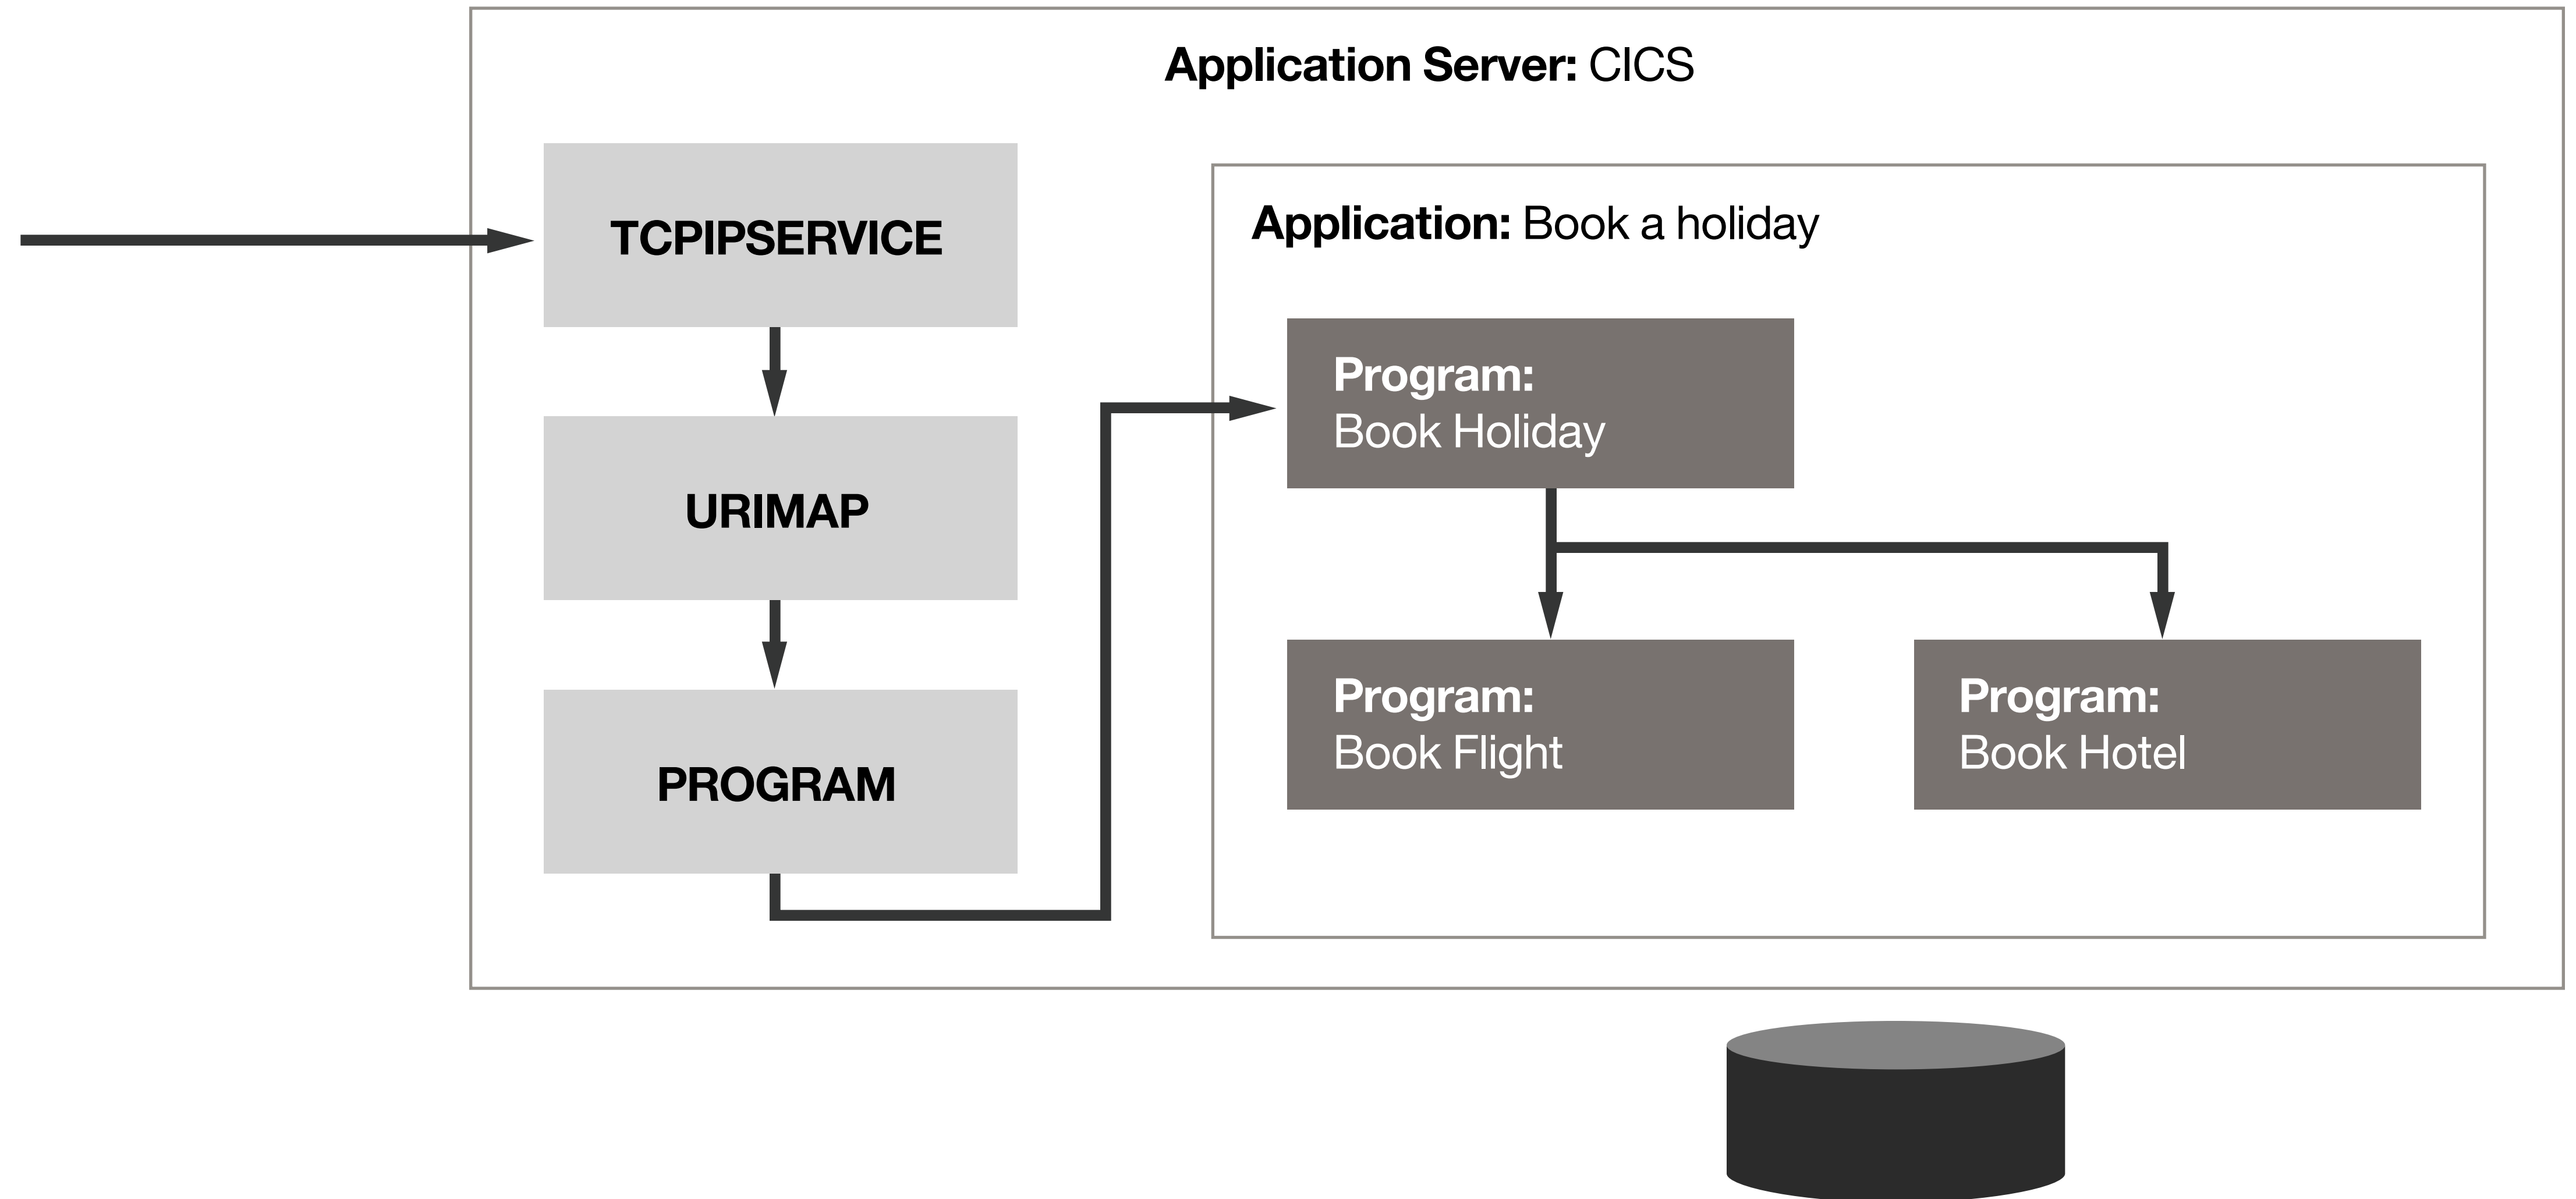 Application Server: CICS
TCPIPSERVICE
URIMAP
PROGRAM
Application: Book a holiday
Program:
Book Holiday
Program:
Book Flight
Program:
Book Hotel